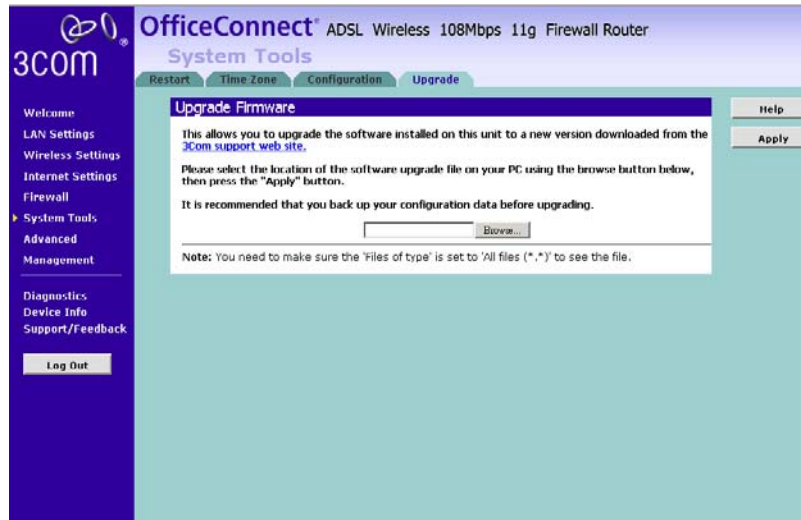 3COM®
OfficeConnect® ADSL Wireless 108Mbps 11g Firewall Router
System Tools
Restart Time Zone Configuration Upgrade
Welcome
LAN Settings
Wireless Settings
Internet Settings
Firewall
System Tools
Advanced
Management
Diagnostics
Device Info
Support/Feedback
Log Out
Upgrade Firmware
This allows you to upgrade the software installed on this unit to a new version downloaded from the
3Com support web site.
Please select the location of the software upgrade file on your PC using the browse button below,
then press the "Apply" button.
It is recommended that you back up your configuration data before upgrading.
Browse...
Note: You need to make sure the 'Files of type' is set to 'All files (*.*)' to see the file.
Help
Apply